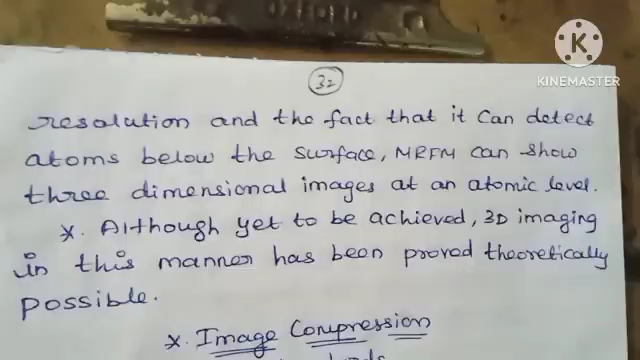 OXFORD
KINEMASTER
32
resolution and the fact that it can detect
atoms below the surface, MRFM can show
three dimensional images at an atomic level.
*. Although yet to be achieved, 3D imaging
in this manner has been proved theoretically
possible.
*. Image Compression